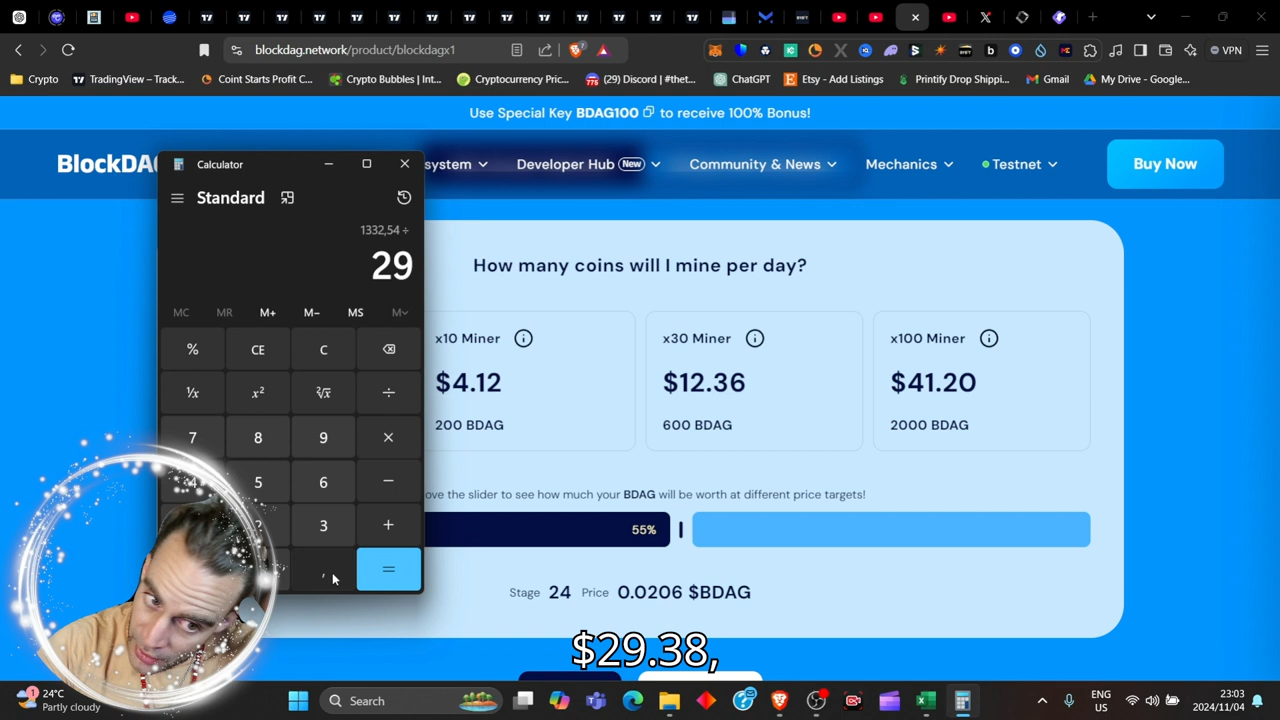 blockdag.network/product/blockdagx1
VPN
Crypto
TradingView – Track...
Coint Starts Profit C...
Crypto Bubbles | Int...
Cryptocurrency Pric...
(29) Discord | #thet...
ChatGPT
Etsy - Add Listings
Printify Drop Shippi...
Gmail
My Drive - Google...
Use Special Key BDAG100 to receive 100% Bonus!
BlockDA
system
Developer Hub New
Community & News
Mechanics
Testnet
Buy Now
Calculator
Standard
1332,54 ÷
29
MC MR M+ M− MS M˅
% CE C
¹/x x² ²√x ÷
7 8 9 ×
4 5 6 −
2 3 +
, =
How many coins will I mine per day?
x10 Miner
$4.12
200 BDAG
x30 Miner
$12.36
600 BDAG
x100 Miner
$41.20
2000 BDAG
ove the slider to see how much your BDAG will be worth at different price targets!
55%
Stage 24 Price 0.0206 $BDAG
$29.38,
1
24°C
Partly cloudy
Search
ENG
US
23:03
2024/11/04